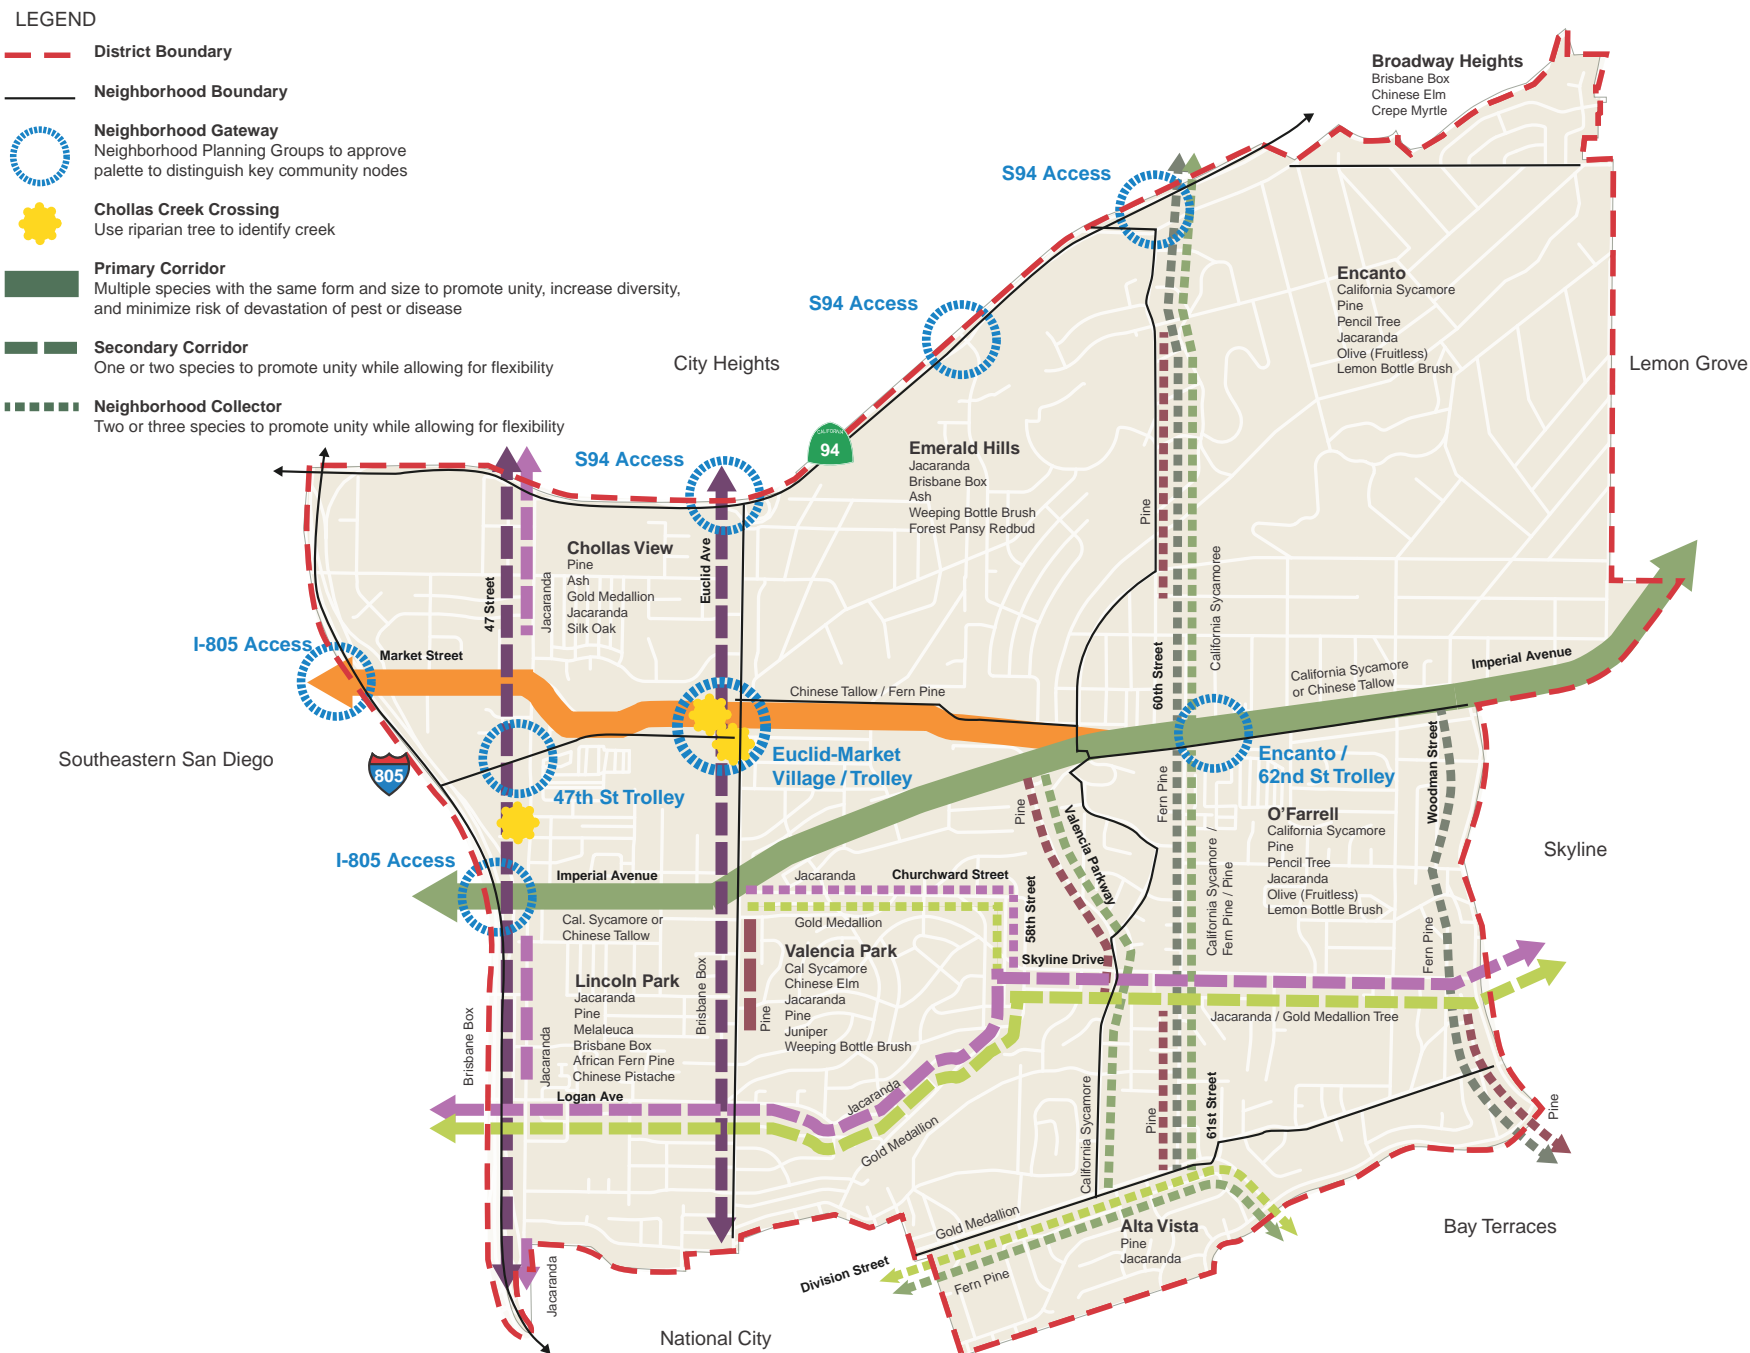 LEGEND
District Boundary
Neighborhood Boundary
Neighborhood Gateway
Neighborhood Planning Groups to approve
palette to distinguish key community nodes
Chollas Creek Crossing
Use riparian tree to identify creek
Primary Corridor
Multiple species with the same form and size to promote unity, increase diversity,
and minimize risk of devastation of pest or disease
Secondary Corridor
One or two species to promote unity while allowing for flexibility
Neighborhood Collector
Two or three species to promote unity while allowing for flexibility
Broadway Heights
Brisbane Box
Chinese Elm
Crepe Myrtle
S94 Access
Encanto
California Sycamore
Pine
Pencil Tree
Jacaranda
Olive (Fruitless)
Lemon Bottle Brush
S94 Access
City Heights
Lemon Grove
CALIFORNIA
94
Emerald Hills
Jacaranda
Brisbane Box
Ash
Weeping Bottle Brush
Forest Pansy Redbud
S94 Access
Chollas View
Pine
Ash
Gold Medallion
Jacaranda
Silk Oak
47 Street
Jacaranda
Euclid Ave
Pine
California Sycamoree
60th Street
I-805 Access
Market Street
Chinese Tallow / Fern Pine
California Sycamore
or Chinese Tallow
Imperial Avenue
Southeastern San Diego
805
47th St Trolley
Euclid-Market
Village / Trolley
Encanto /
62nd St Trolley
Woodman Street
Pine
Valencia Parkway
Fern Pine
California Sycamore /
Fern Pine / Pine
O'Farrell
California Sycamore
Pine
Pencil Tree
Jacaranda
Olive (Fruitless)
Lemon Bottle Brush
Skyline
I-805 Access
Imperial Avenue
Cal. Sycamore or
Chinese Tallow
Jacaranda
Churchward Street
Gold Medallion
58th Street
Skyline Drive
Fern Pine
Valencia Park
Cal Sycamore
Chinese Elm
Jacaranda
Pine
Juniper
Weeping Bottle Brush
Lincoln Park
Jacaranda
Pine
Melaleuca
Brisbane Box
African Fern Pine
Chinese Pistache
Brisbane Box
Jacaranda
Brisbane Box
Pine
Jacaranda / Gold Medallion Tree
Logan Ave
Jacaranda
Gold Medallion
California Sycamore
Pine
61st Street
Pine
Gold Medallion
Alta Vista
Pine
Jacaranda
Bay Terraces
Division Street
Fern Pine
Jacaranda
National City